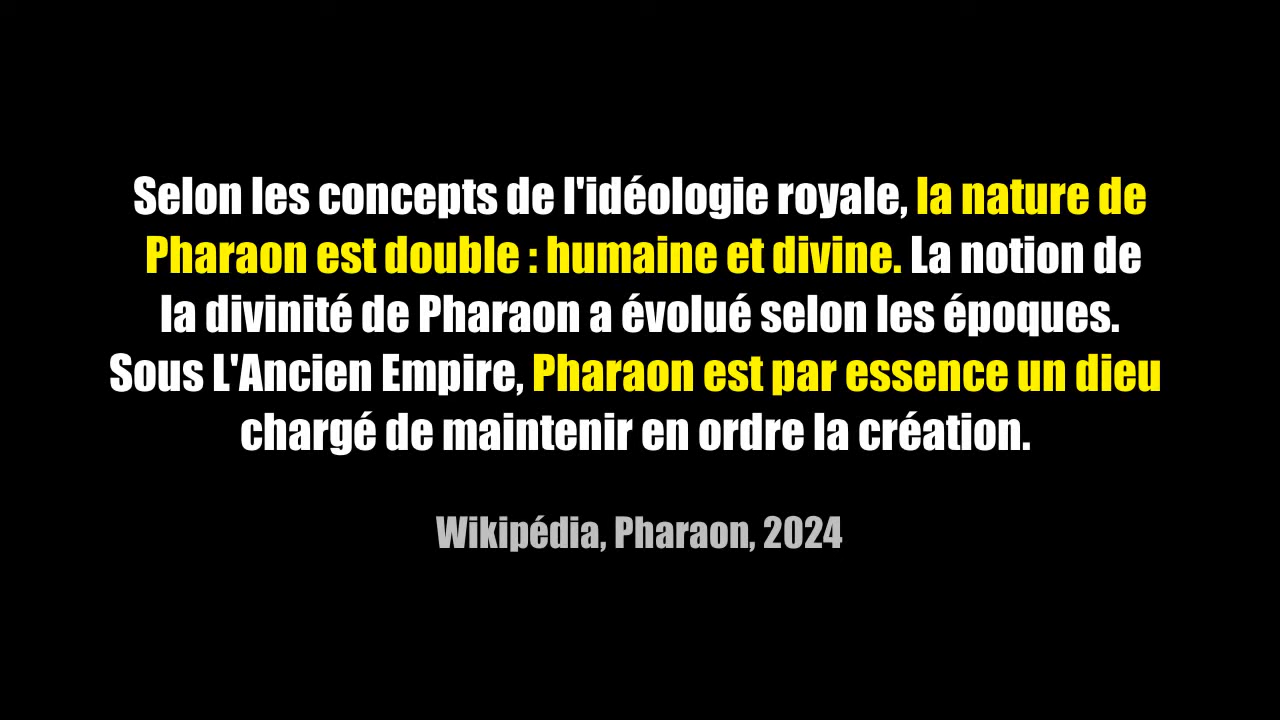 Selon les concepts de l'idéologie royale, la nature de
Pharaon est double : humaine et divine. La notion de
la divinité de Pharaon a évolué selon les époques.
Sous L'Ancien Empire, Pharaon est par essence un dieu
chargé de maintenir en ordre la création.
Wikipédia, Pharaon, 2024